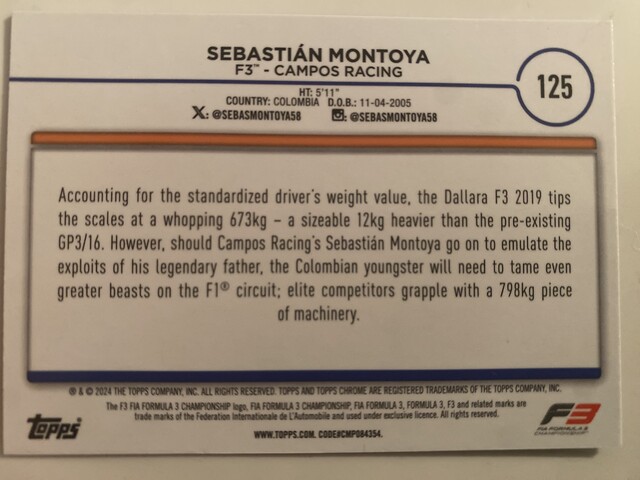 SEBASTIÁN MONTOYA
F3™ - CAMPOS RACING
125
HT: 5'11"
COUNTRY: COLOMBIA D.O.B.: 11-04-2005
X: @SEBASMONTOYA58 : @SEBASMONTOYA58
Accounting for the standardized driver's weight value, the Dallara F3 2019 tips
the scales at a whopping 673kg – a sizeable 12kg heavier than the pre-existing
GP3/16. However, should Campos Racing's Sebastián Montoya go on to emulate the
exploits of his legendary father, the Colombian youngster will need to tame even
greater beasts on the F1® circuit; elite competitors grapple with a 798kg piece
of machinery.
® & © 2024 THE TOPPS COMPANY, INC. ALL RIGHTS RESERVED. TOPPS AND TOPPS CHROME ARE REGISTERED TRADEMARKS OF THE TOPPS COMPANY, INC.
The F3 FIA FORMULA 3 CHAMPIONSHIP logo, FIA FORMULA 3 CHAMPIONSHIP, FIA FORMULA 3, FORMULA 3, F3 and related marks are
trade marks of the Federation Internationale de L'Automobile and used under exclusive licence. All rights reserved.
WWW.TOPPS.COM. CODE#CMP084354.
Topps
F3
FIA FORMULA 3
CHAMPIONSHIP